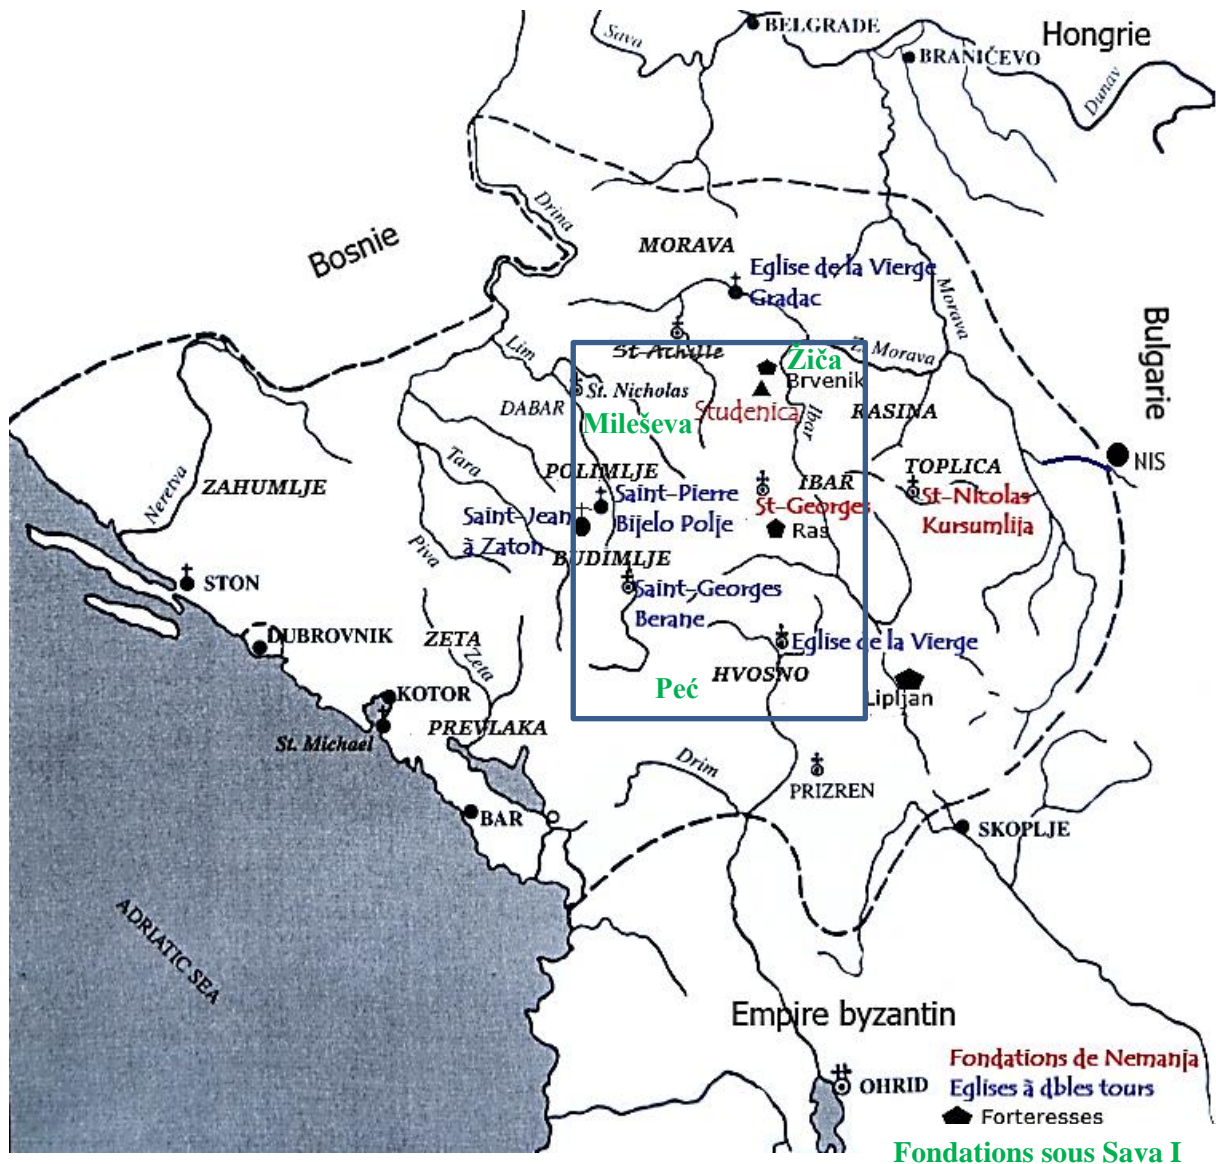 BELGRADE
Sava
Hongrie
BRANIČEVO
Dunav
Drina
Bosnie
MORAVA
Eglise de la Vierge
Gradac
Morava
Bulgarie
St Achille
Lim
Žiča
Z. Morava
Brvenik
St. Nicholas
DABAR
Studenica
Ibar
RASINA
Mileševa
NIS
Tara
POLIMLJE
IBAR
TOPLICA
Neretva
ZAHUMLJE
Saint-Pierre
Bijelo Polje
St-Georges
St-Nicolas
Kursumlija
Saint-Jean
à Zaton
Ras
Piva
BUDIMLJE
STON
Saint-Georges
Berane
DUBROVNIK
ZETA
Zeta
Eglise de la Vierge
HVOSNO
Peć
KOTOR
Lipljan
PREVLAKA
St. Michael
Drim
PRIZREN
BAR
SKOPLJE
ADRIATIC SEA
Empire byzantin
OHRID
Fondations de Nemanja
Eglises à dbles tours
Forteresses
Fondations sous Sava I